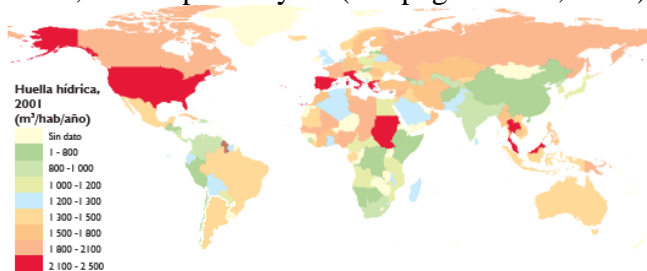 Huella hídrica,
2001
(m³/hab/año)
Sin dato
1 - 800
800 -1 000
1 000 -1 200
1 200 -1 300
1 300 -1 500
1 500 -1 800
1 800 - 2100
2 100 - 2 500